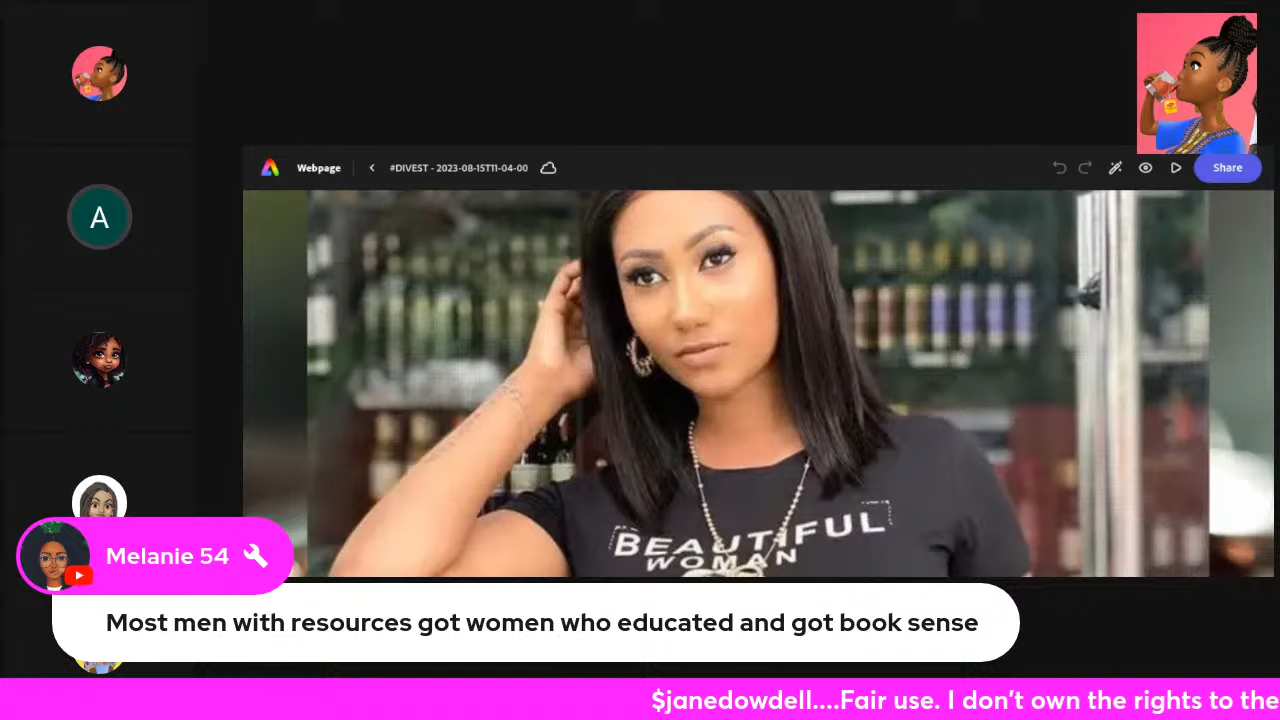 Webpage
#DIVEST - 2023-08-15T11-04-00
Share
A
BEAUTIFUL
WOMAN
Melanie 54
Most men with resources got women who educated and got book sense
$janedowdell....Fair use. I don't own the rights to the